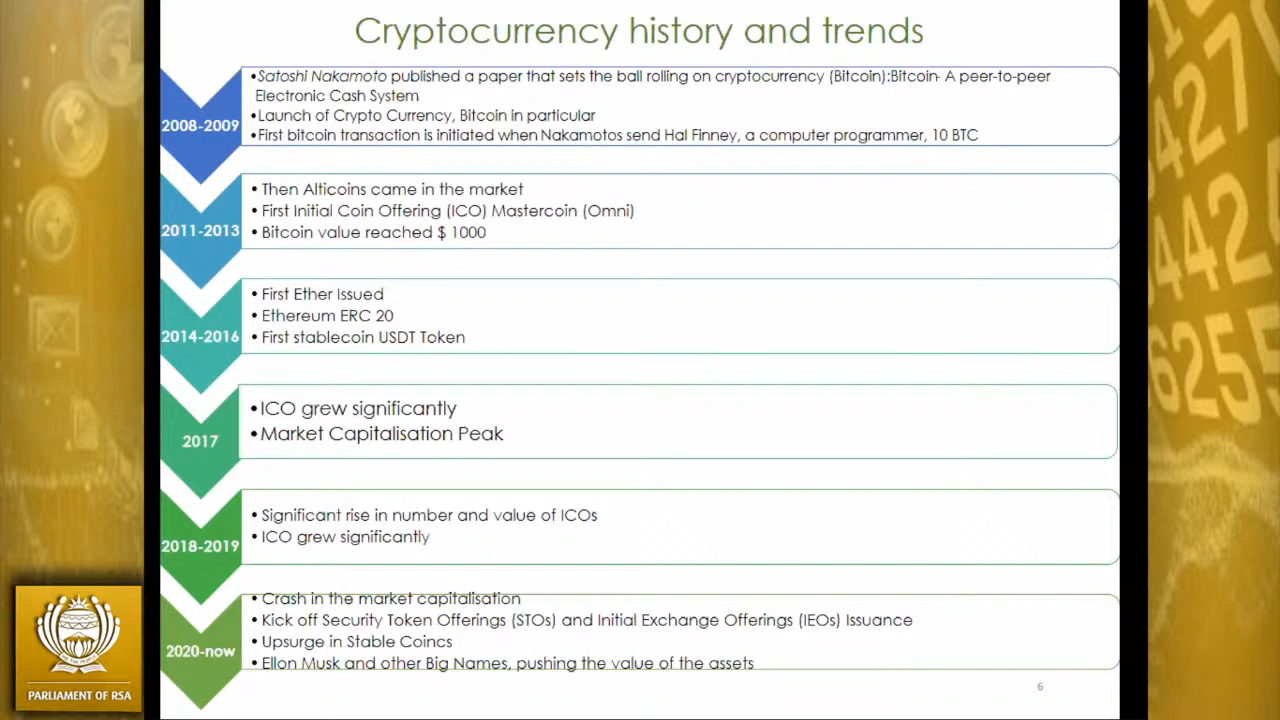 Cryptocurrency history and trends
2008-2009
•Satoshi Nakamoto published a paper that sets the ball rolling on cryptocurrency (Bitcoin):Bitcoin- A peer-to-peer
Electronic Cash System
•Launch of Crypto Currency, Bitcoin in particular
•First bitcoin transaction is initiated when Nakamotos send Hal Finney, a computer programmer, 10 BTC
2011-2013
• Then Alticoins came in the market
• First Initial Coin Offering (ICO) Mastercoin (Omni)
• Bitcoin value reached $ 1000
2014-2016
• First Ether Issued
• Ethereum ERC 20
• First stablecoin USDT Token
2017
•ICO grew significantly
•Market Capitalisation Peak
2018-2019
• Significant rise in number and value of ICOs
• ICO grew significantly
2020-now
• Crash in the market capitalisation
• Kick off Security Token Offerings (STOs) and Initial Exchange Offerings (IEOs) Issuance
• Upsurge in Stable Coincs
• Ellon Musk and other Big Names, pushing the value of the assets
6
PARLIAMENT OF RSA